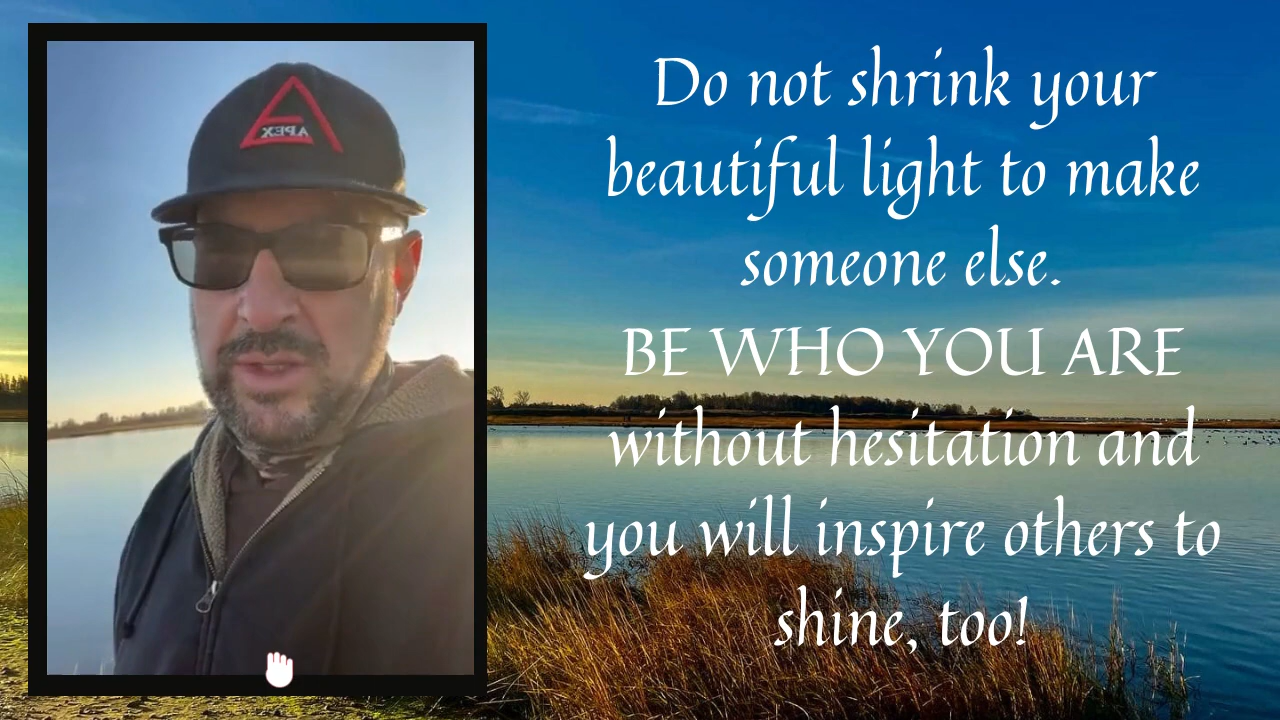 APEX
Do not shrink your
beautiful light to make
someone else.
BE WHO YOU ARE
without hesitation and
you will inspire others to
shine, too!